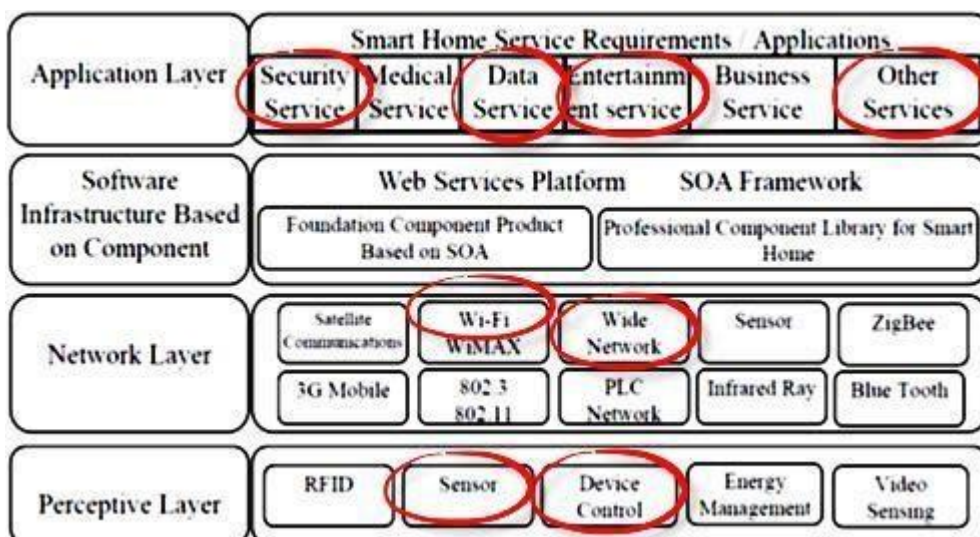 Smart Home Service Requirements / Applications
Application Layer
Security Service
Medical Service
Data Service
Entertainm ent service
Business Service
Other Services
Software
Infrastructure Based
on Component
Web Services Platform SOA Framework
Foundation Component Product
Based on SOA
Professional Component Library for Smart
Home
Network Layer
Satellite
Communications
Wi-Fi
WiMAX
Wide
Network
Sensor
ZigBee
3G Mobile
802.3
802.11
PLC
Network
Infrared Ray
Blue Tooth
Perceptive Layer
RFID
Sensor
Device
Control
Energy
Management
Video
Sensing